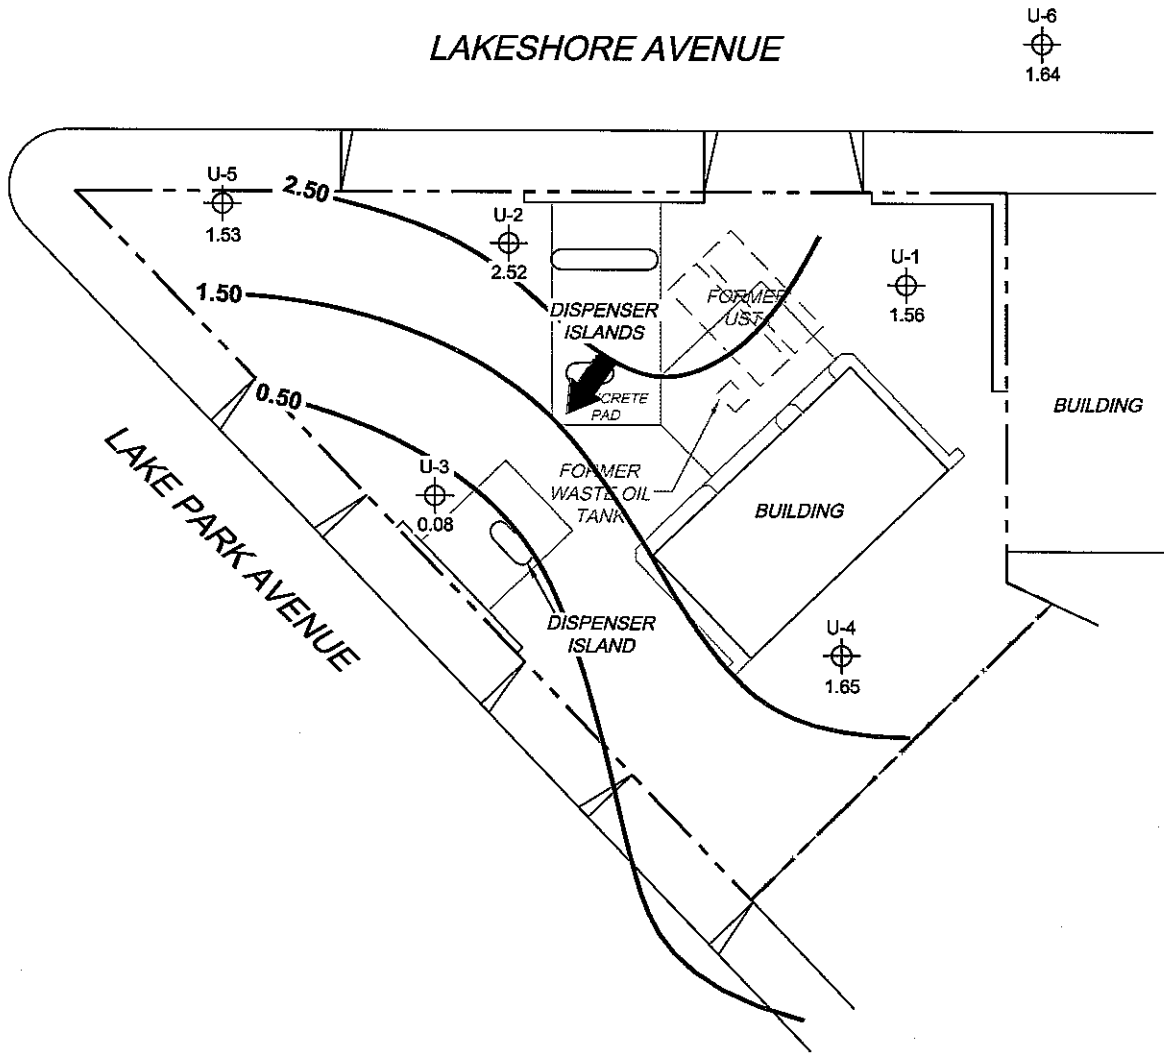 U-6
LAKESHORE AVENUE
1.64
U-5
2.50
1.53
U-2
2.52
U-1
1.56
1.50
FORMER
UST
DISPENSER
ISLANDS
0.50
CRETE
PAD
BUILDING
LAKE PARK AVENUE
U-3
0.08
FORMER
WASTE OIL
TANK
BUILDING
DISPENSER
ISLAND
U-4
1.65